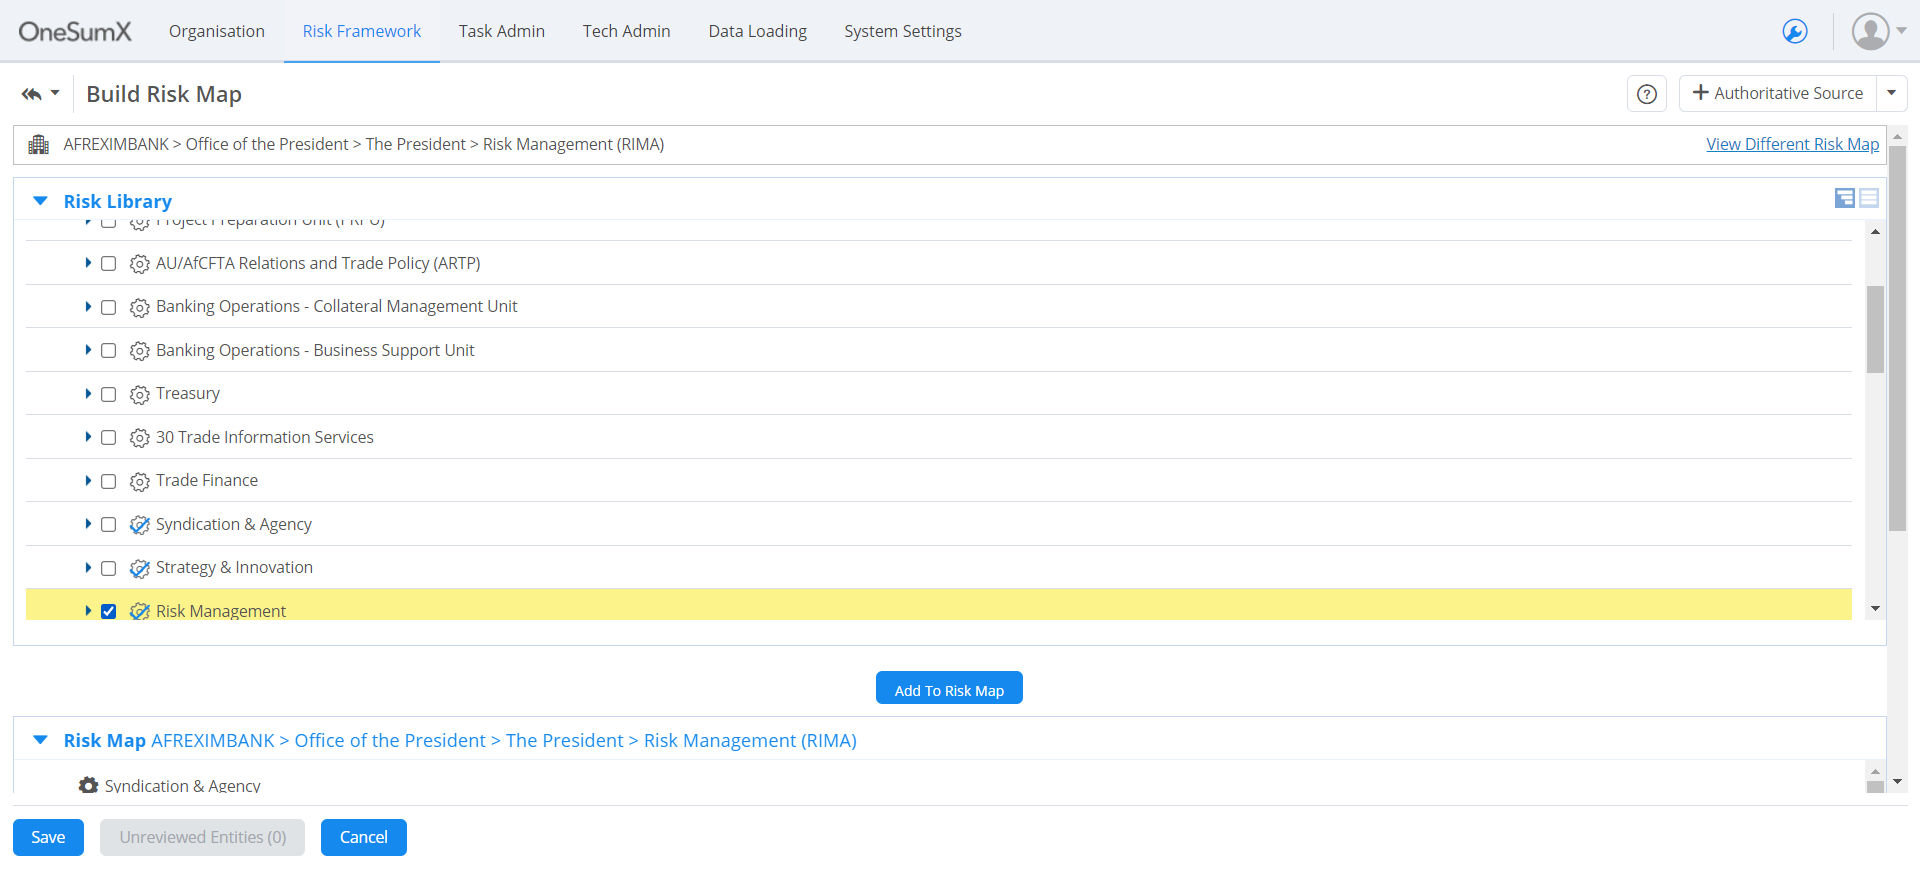 OneSumX Organisation Risk Framework Task Admin Tech Admin Data Loading System Settings
Build Risk Map
Authoritative Source
AFREXIMBANK > Office of the President > The President > Risk Management (RIMA) View Different Risk Map
Risk Library
Project Preparation Unit (PRPU)
AU/AfCFTA Relations and Trade Policy (ARTP)
Banking Operations - Collateral Management Unit
Banking Operations - Business Support Unit
Treasury
30 Trade Information Services
Trade Finance
Syndication & Agency
Strategy & Innovation
Risk Management
Add To Risk Map
Risk Map AFREXIMBANK > Office of the President > The President > Risk Management (RIMA)
Syndication & Agency
Save Unreviewed Entities (0) Cancel